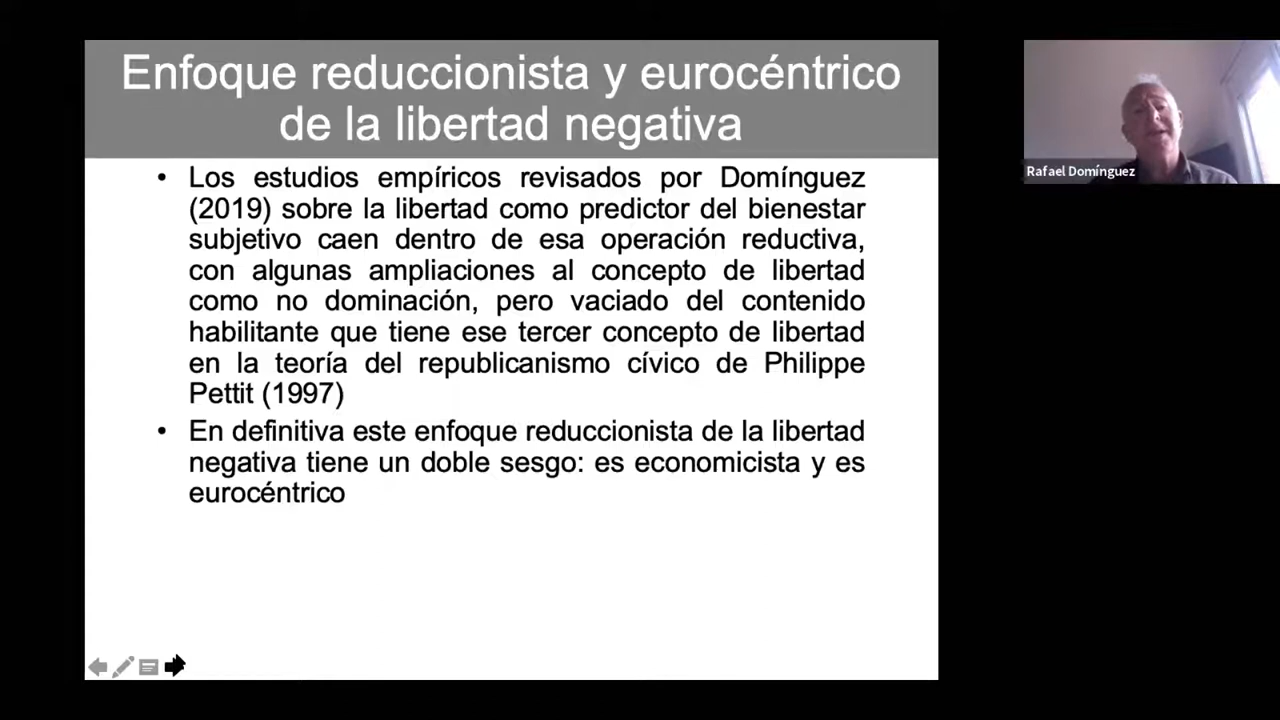 Enfoque reduccionista y eurocéntrico
de la libertad negativa
• Los estudios empíricos revisados por Domínguez
(2019) sobre la libertad como predictor del bienestar
subjetivo caen dentro de esa operación reductiva,
con algunas ampliaciones al concepto de libertad
como no dominación, pero vaciado del contenido
habilitante que tiene ese tercer concepto de libertad
en la teoría del republicanismo cívico de Philippe
Pettit (1997)
• En definitiva este enfoque reduccionista de la libertad
negativa tiene un doble sesgo: es economicista y es
eurocéntrico
Rafael Domínguez